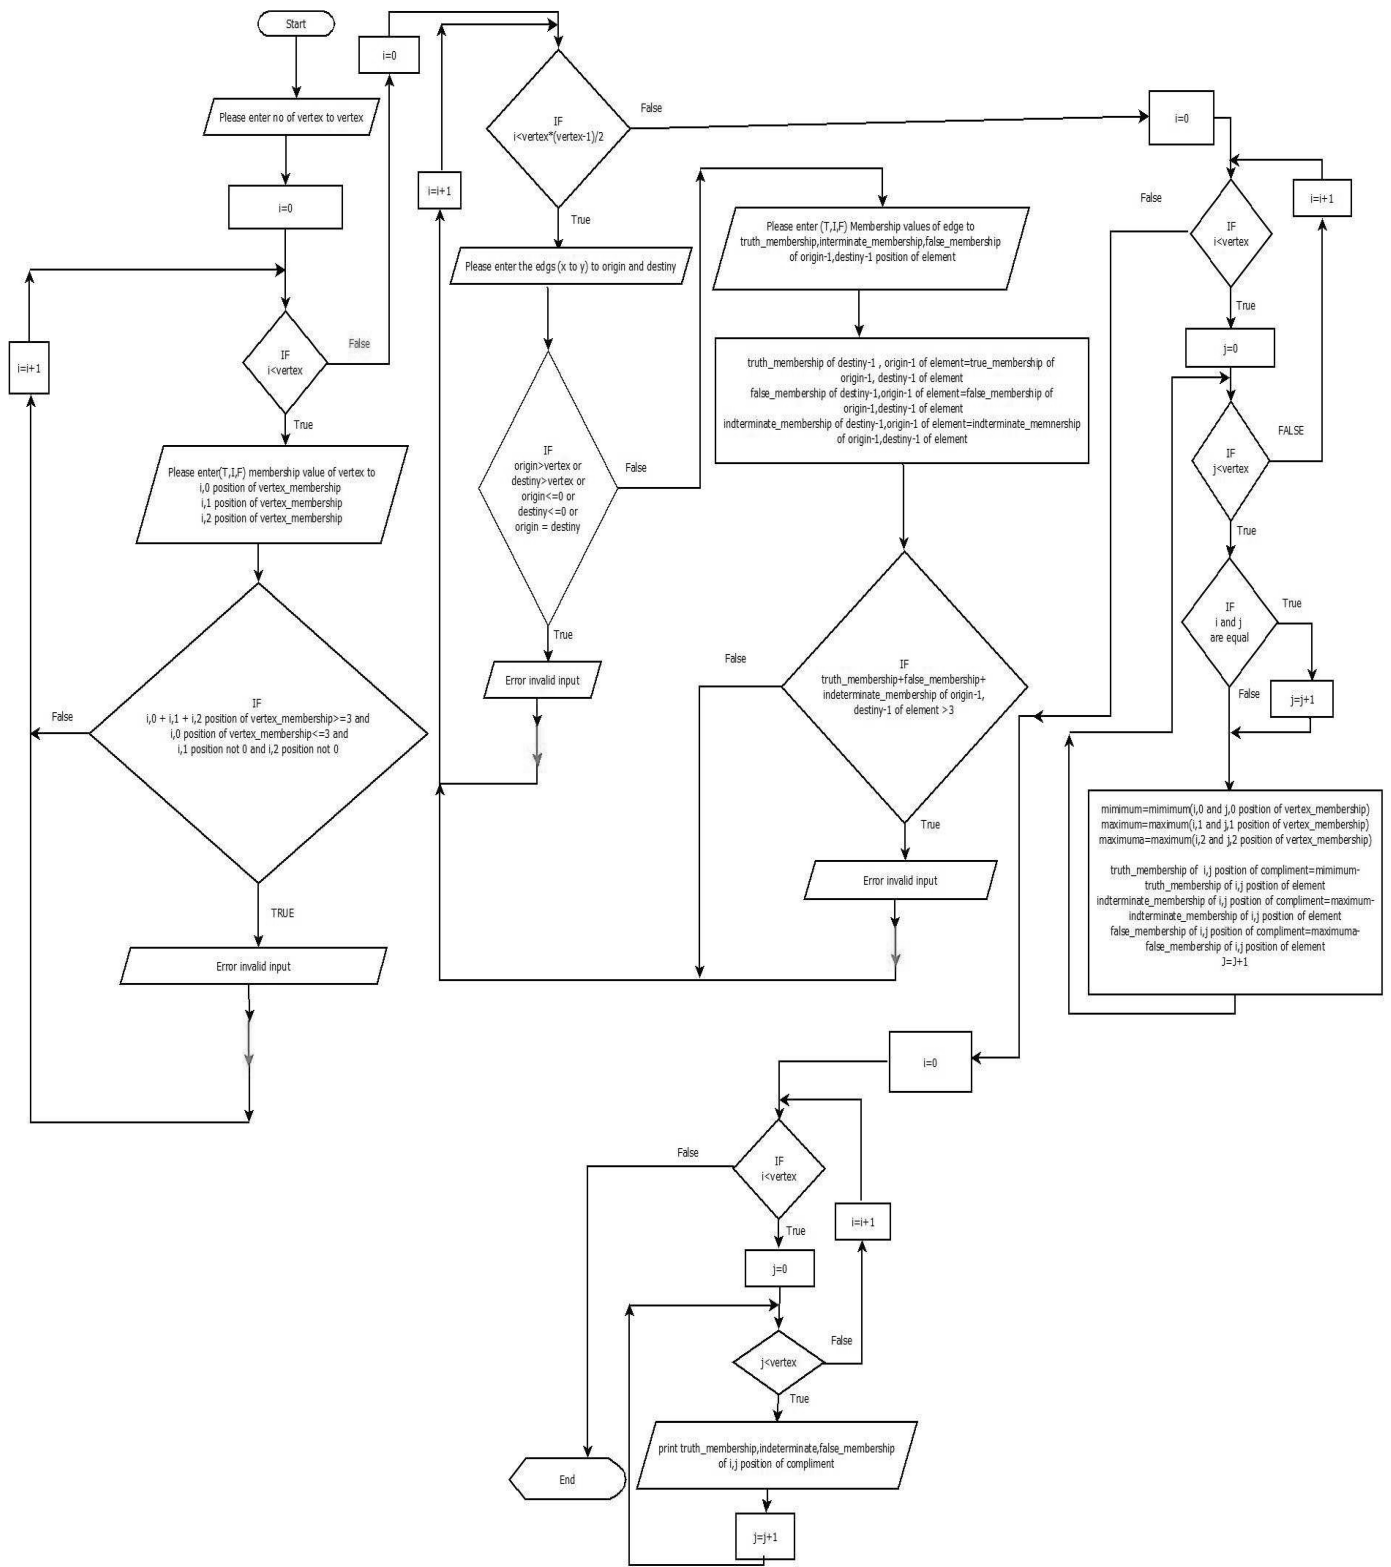 Start
Please enter no of vertex to vertex
i=0
IF
i<vertex
False
True
i=i+1
Please enter(T,I,F) membership value of vertex to
i,0 position of vertex_membership
i,1 position of vertex_membership
i,2 position of vertex_membership
IF
i,0 + i,1 + i,2 position of vertex_membership>=3 and
i,0 position of vertex_membership<=3 and
i,1 position not 0 and i,2 position not 0
False
TRUE
Error invalid input
i=0
IF
i<vertex*(vertex-1)/2
False
True
i=i+1
Please enter the edgs (x to y) to origin and destiny
IF
origin>vertex or
destiny>vertex or
origin<=0 or
destiny<=0 or
origin = destiny
False
True
Error invalid input
Please enter (T,I,F) Membership values of edge to
truth_membership,interminate_membership,false_membership
of origin-1,destiny-1 position of element
truth_membership of destiny-1 , origin-1 of element=true_membership of
origin-1, destiny-1 of element
false_membership of destiny-1,origin-1 of element=false_membership of
origin-1,destiny-1 of element
indterminate_membership of destiny-1,origin-1 of element=indterminate_memnership
of origin-1,destiny-1 of element
IF
truth_membership+false_membership+
indeterminate_membership of origin-1,
destiny-1 of element >3
False
True
Error invalid input
i=0
IF
i<vertex
False
True
i=i+1
j=0
IF
j<vertex
FALSE
True
IF
i and j
are equal
True
False
j=j+1
mimimum=mimimum(i,0 and j,0 position of vertex_membership)
maximum=maximum(i,1 and j,1 position of vertex_membership)
maximuma=maximum(i,2 and j,2 position of vertex_membership)
truth_membership of i,j position of compliment=mimimum-
truth_membership of i,j position of element
indterminate_membership of i,j position of compliment=maximum-
indterminate_membership of i,j position of element
false_membership of i,j position of compliment=maximuma-
false_membership of i,j position of element
J=J+1
i=0
IF
i<vertex
False
True
i=i+1
j=0
j<vertex
False
True
print truth_membership,indeterminate,false_membership
of i,j position of compliment
j=j+1
End